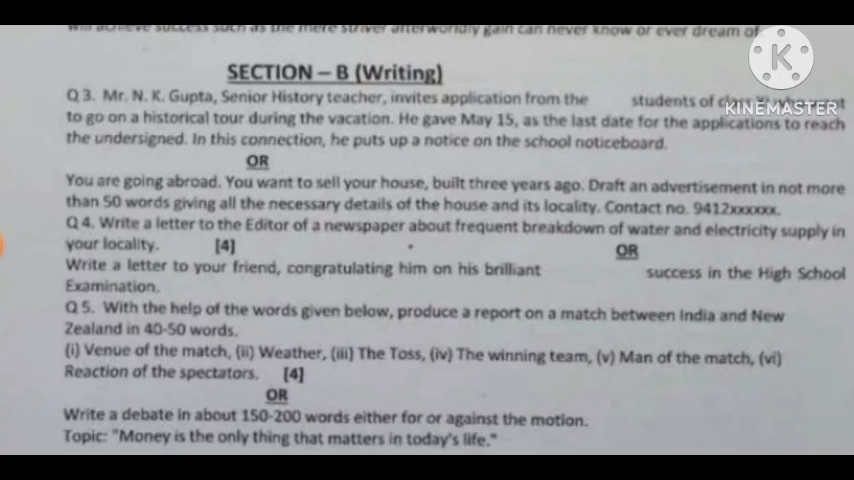 will achieve success such as the mere striver afterworldly gain can never know or ever dream of
SECTION – B (Writing)
Q 3. Mr. N. K. Gupta, Senior History teacher, invites application from the students of
to go on a historical tour during the vacation. He gave May 15, as the last date for the applications to reach
the undersigned. In this connection, he puts up a notice on the school noticeboard.
OR
You are going abroad. You want to sell your house, built three years ago. Draft an advertisement in not more
than 50 words giving all the necessary details of the house and its locality. Contact no. 9412xxxxxx.
Q 4. Write a letter to the Editor of a newspaper about frequent breakdown of water and electricity supply in
your locality. [4] OR
Write a letter to your friend, congratulating him on his brilliant success in the High School
Examination.
Q 5. With the help of the words given below, produce a report on a match between India and New
Zealand in 40-50 words.
(i) Venue of the match, (ii) Weather, (iii) The Toss, (iv) The winning team, (v) Man of the match, (vi)
Reaction of the spectators. [4]
OR
Write a debate in about 150-200 words either for or against the motion.
Topic: "Money is the only thing that matters in today's life."
K
KINEMASTER